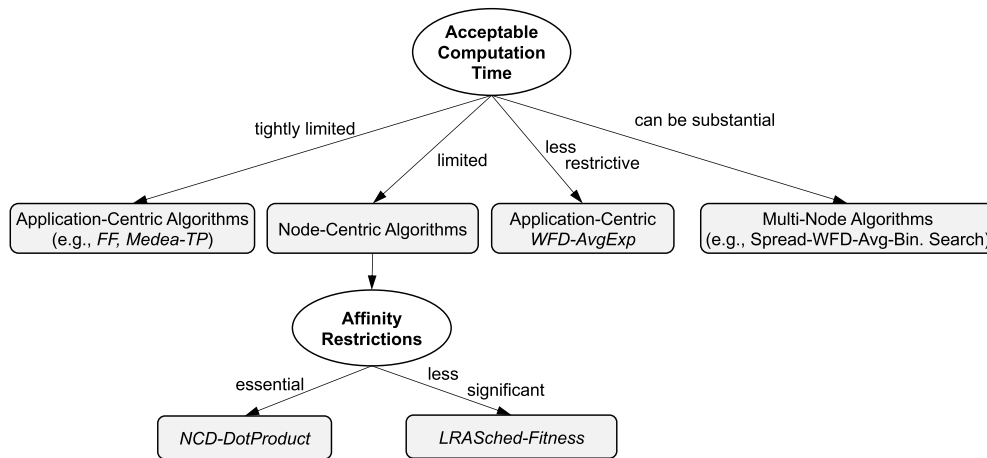 Acceptable
Computation
Time
tightly limited
limited
less
restrictive
can be substantial
Application-Centric Algorithms
(e.g., FF, Medea-TP)
Node-Centric Algorithms
Application-Centric
WFD-AvgExp
Multi-Node Algorithms
(e.g., Spread-WFD-Avg-Bin. Search)
Affinity
Restrictions
essential
less
significant
NCD-DotProduct
LRASched-Fitness